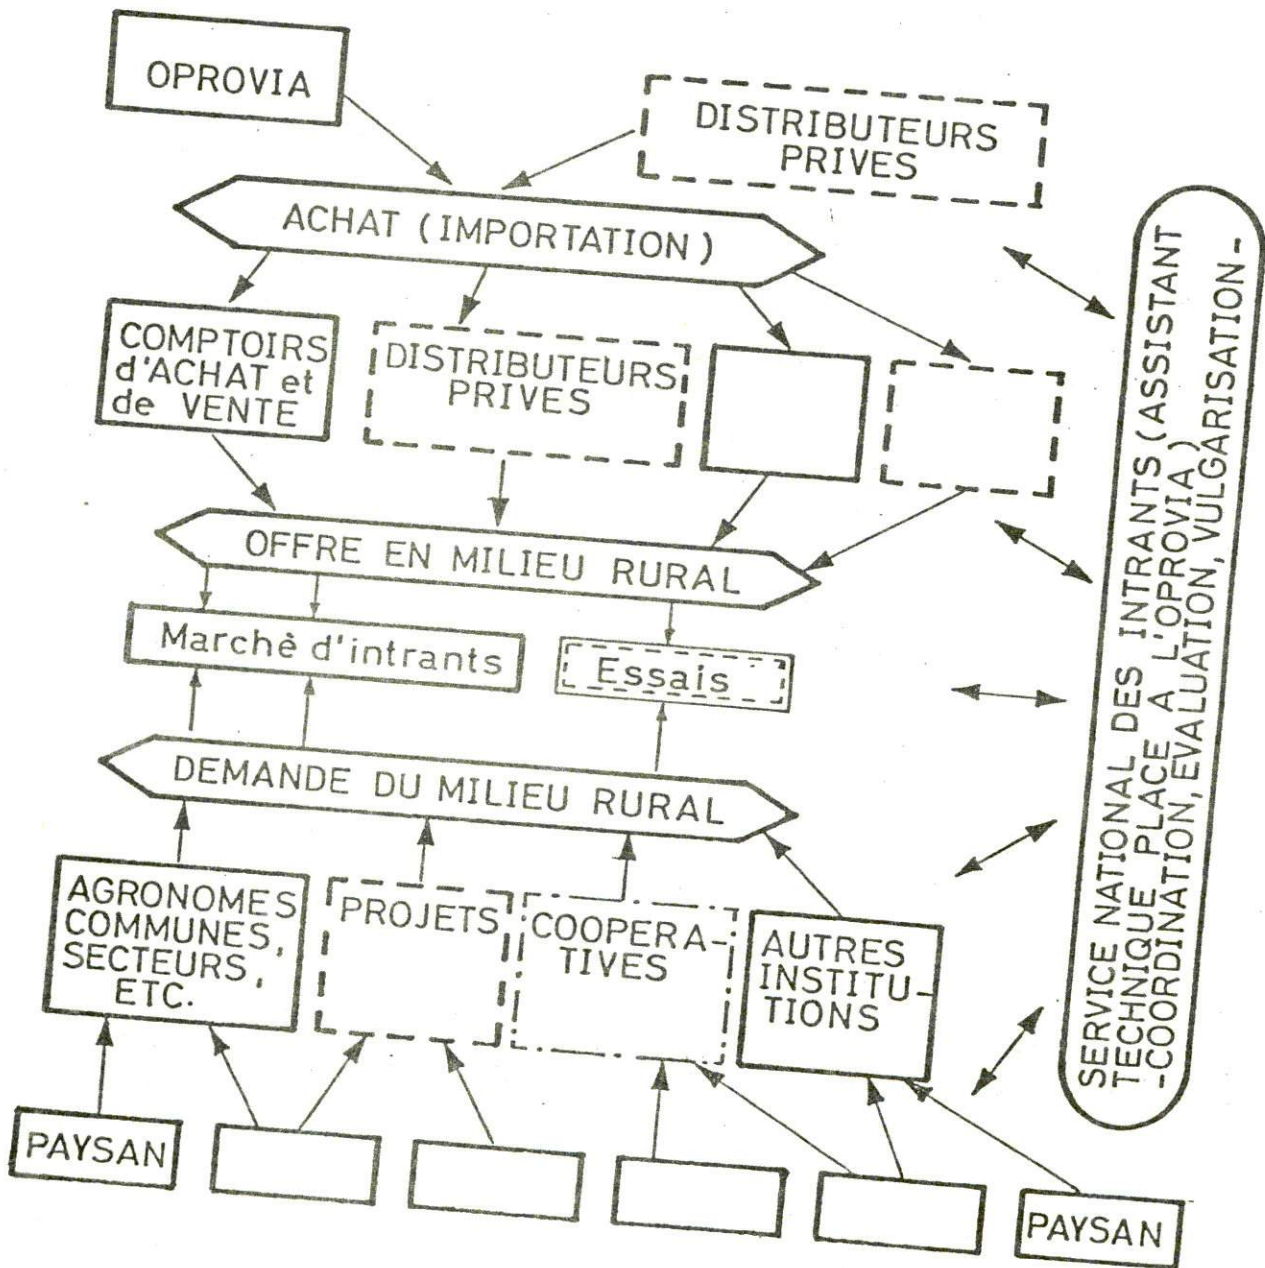 OPROVIA
DISTRIBUTEURS
PRIVES
ACHAT (IMPORTATION)
COMPTOIRS
d'ACHAT et
de VENTE
DISTRIBUTEURS
PRIVES
OFFRE EN MILIEU RURAL
Marchè d'intrants
Essais
DEMANDE DU MILIEU RURAL
AGRONOMES
COMMUNES,
SECTEURS,
ETC.
PROJETS
COOPERA-
TIVES
AUTRES
INSTITU-
TIONS
PAYSAN
PAYSAN
SERVICE NATIONAL DES INTRANTS (ASSISTANT
TECHNIQUE PLACE A L'OPROVIA)
-COORDINATION, EVALUATION, VULGARISATION-